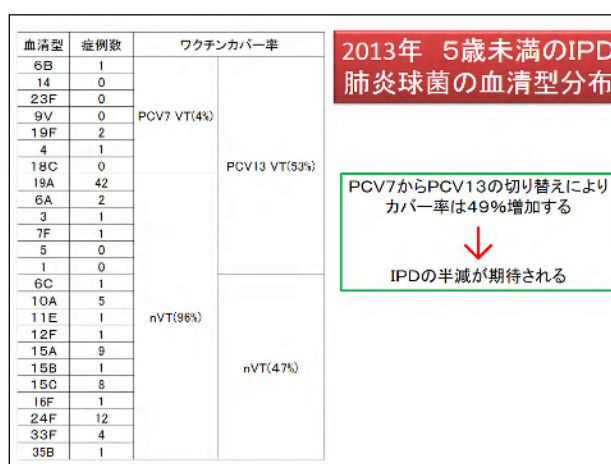 血清型 症例数 ワクチンカバー率
6B 1
14 0
23F 0
9V 0
19F 2
4 1
18C 0
19A 42
6A 2
3 1
7F 1
5 0
1 0
6C 1
10A 5
11E 1
12F 1
15A 9
15B 1
15C 8
16F 1
24F 12
33F 4
35B 1
PCV7 VT(4%)
nVT(96%)
PCV13 VT(53%)
nVT(47%)
2013年 5歳未満のIPD
肺炎球菌の血清型分布
PCV7からPCV13の切り替えにより
カバー率は49%増加する
↓
IPDの半減が期待される